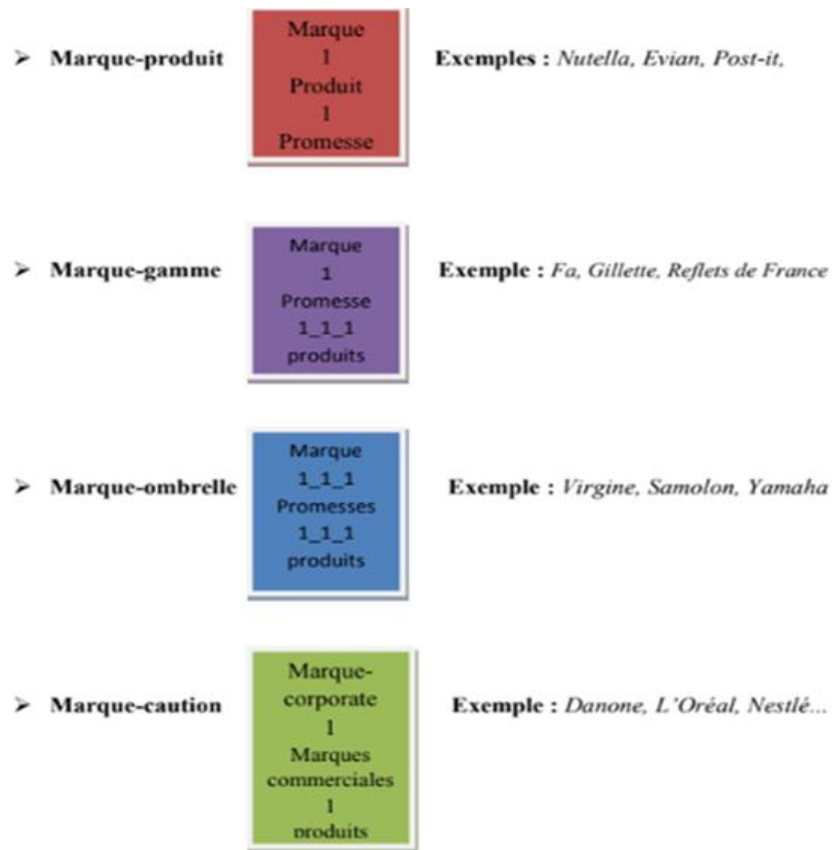 ➤ Marque-produit
Marque
1
Produit
1
Promesse
Exemples : Nutella, Evian, Post-it,
➤ Marque-gamme
Marque
1
Promesse
1_1_1
produits
Exemple : Fa, Gillette, Reflets de France
➤ Marque-ombrelle
Marque
1_1_1
Promesses
1_1_1
produits
Exemple : Virgine, Samolon, Yamaha
➤ Marque-caution
Marque-
corporate
1
Marques
commerciales
1
produits
Exemple : Danone, L'Oréal, Nestlé...